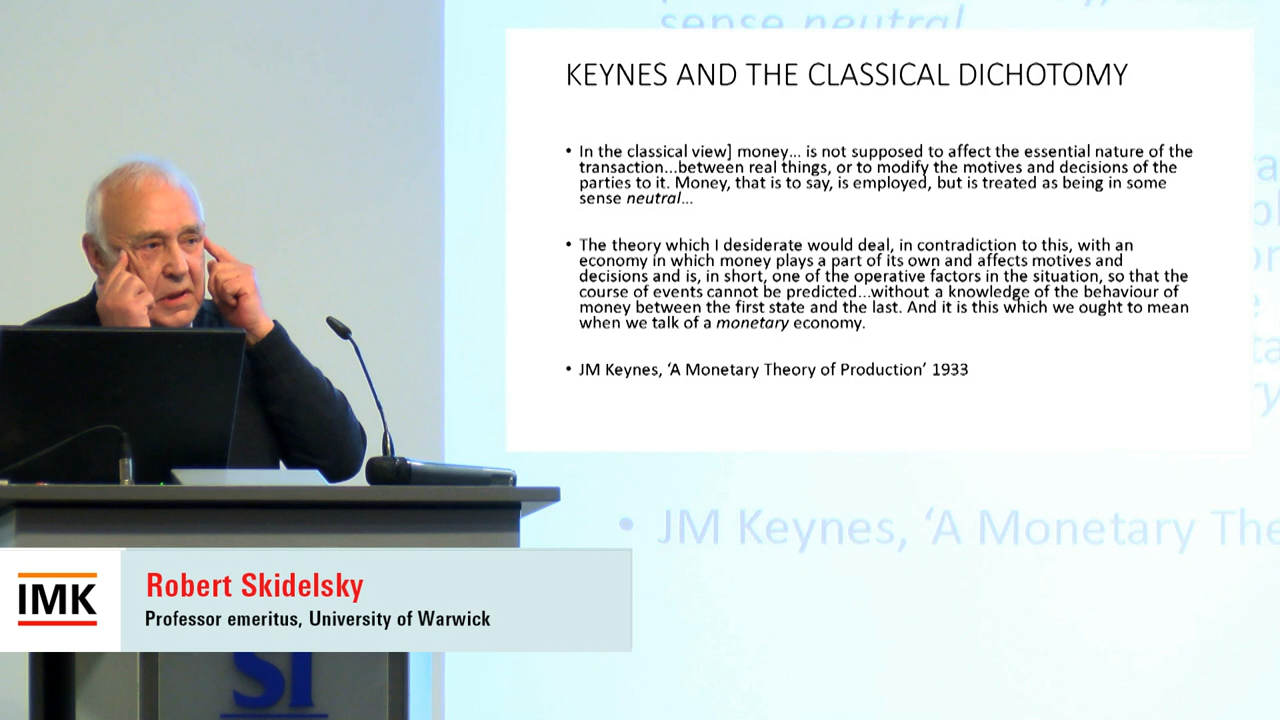 sense neutral
KEYNES AND THE CLASSICAL DICHOTOMY
• In the classical view] money... is not supposed to affect the essential nature of the
transaction...between real things, or to modify the motives and decisions of the
parties to it. Money, that is to say, is employed, but is treated as being in some
sense neutral...
• The theory which I desiderate would deal, in contradiction to this, with an
economy in which money plays a part of its own and affects motives and
decisions and is, in short, one of the operative factors in the situation, so that the
course of events cannot be predicted...without a knowledge of the behaviour of
money between the first state and the last. And it is this which we ought to mean
when we talk of a monetary economy.
• JM Keynes, ‘A Monetary Theory of Production’ 1933
• JM Keynes, ‘A Monetary The
IMK
Robert Skidelsky
Professor emeritus, University of Warwick
SI